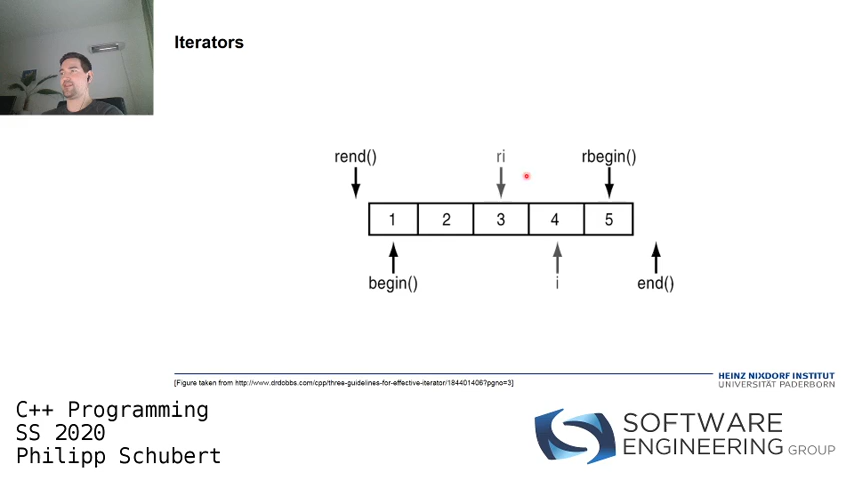 Iterators
rend() ri rbegin()
1 2 3 4 5
begin() i end()
[Figure taken from http://www.drdobbs.com/cpp/three-guidelines-for-effective-iterator/184401406?pgno=3]
HEINZ NIXDORF INSTITUT
UNIVERSITÄT PADERBORN
C++ Programming
SS 2020
Philipp Schubert
SOFTWARE
ENGINEERING GROUP